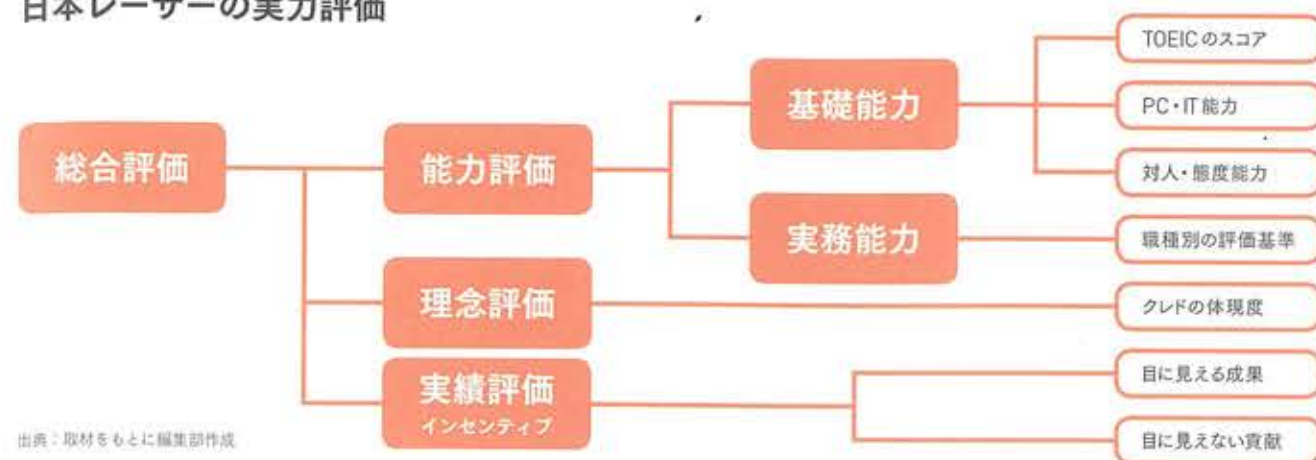 日本レーザーの実力評価
総合評価
能力評価
基礎能力
TOEICのスコア
PC・IT能力
対人・態度能力
実務能力
職種別の評価基準
理念評価
クレドの体現度
実績評価
インセンティブ
目に見える成果
目に見えない貢献
出典：取材をもとに編集部作成